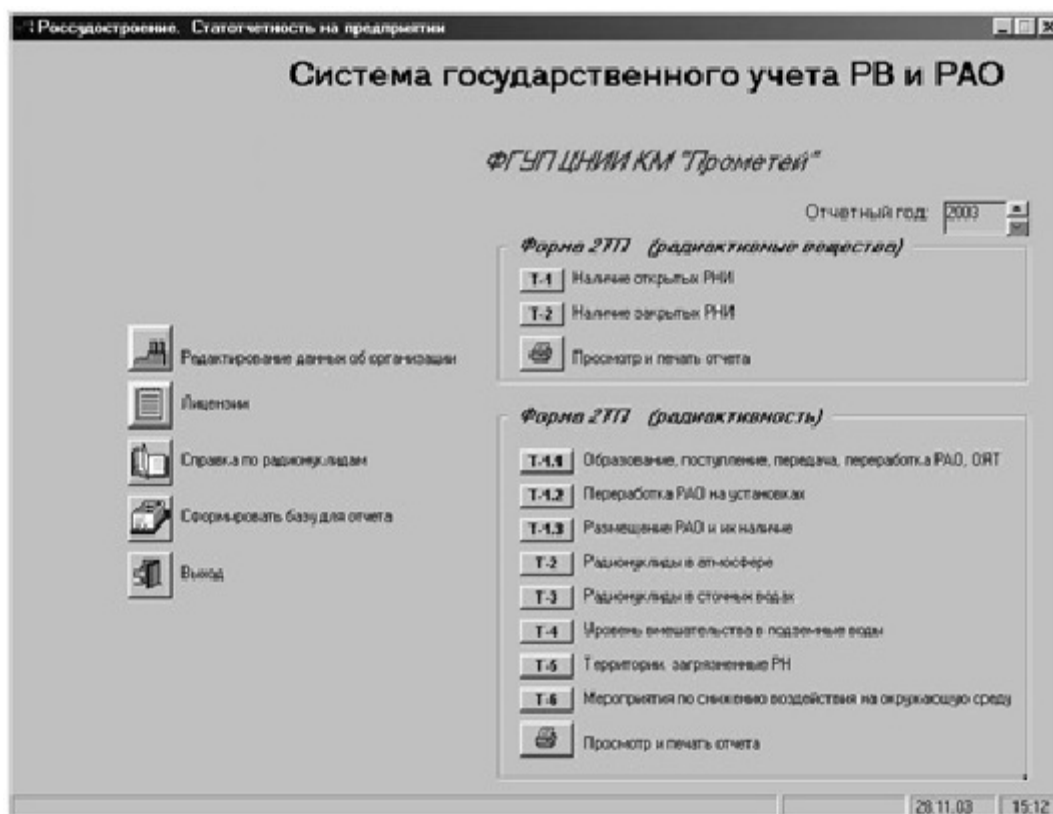 Россудостроение. Статотчетность на предприятии
Система государственного учета РВ и РАО
ФГУП ЦНИИ КМ "Прометей"
Отчетный год: 2003
Форма 2ТП (радиактивные вещества)
Т-1 Наличие открытых РНИ
Т-2 Наличие закрытых РНИ
Просмотр и печать отчета
Редактирование данных об организации
Лицензии
Справка по радионуклидам
Сформировать базу для отчета
Выход
Форма 2ТП (радиактивность)
Т-1.1 Образование, поступление, передача, переработка РАО, ОЯТ
Т-1.2 Переработка РАО на установках
Т-1.3 Размещение РАО и их наличие
Т-2 Радионуклиды в атмосфере
Т-3 Радионуклиды в сточных водах
Т-4 Уровень вмешательства в подземные воды
Т-5 Территории, загрязненные РН
Т-6 Мероприятия по снижению воздействия на окружающую среду
Просмотр и печать отчета
28.11.03 15:12